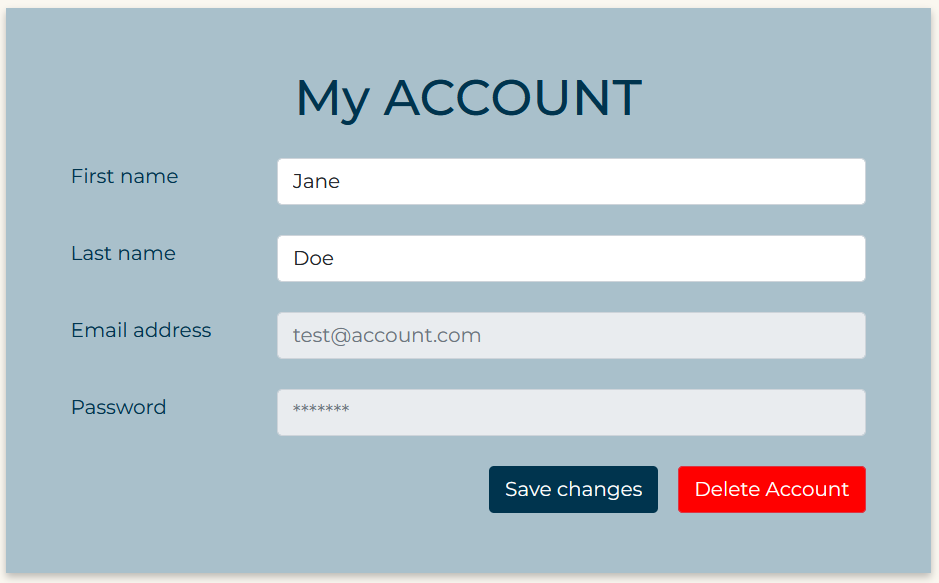 My ACCOUNT
First name
Jane
Last name
Doe
Email address
test@account.com
Password
*******
Save changes
Delete Account